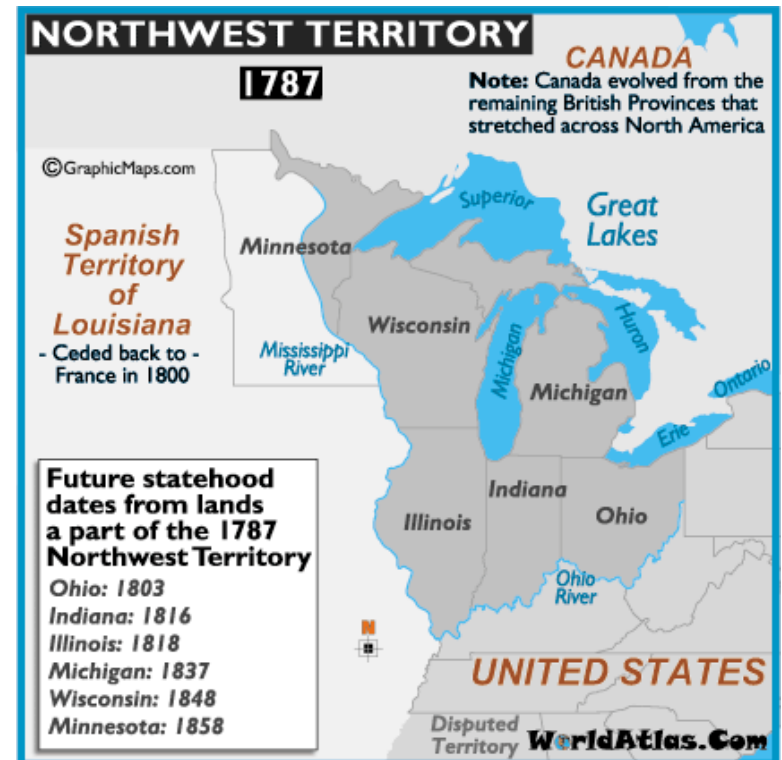 NORTHWEST TERRITORY
1787
CANADA
Note: Canada evolved from the
remaining British Provinces that
stretched across North America
©GraphicMaps.com
Superior
Great
Lakes
Spanish
Territory
of
Louisiana
- Ceded back to -
France in 1800
Minnesota
Wisconsin
Mississippi
River
Michigan
Huron
Michigan
Ontario
Erie
Future statehood
dates from lands
a part of the 1787
Northwest Territory
Ohio: 1803
Indiana: 1816
Illinois: 1818
Michigan: 1837
Wisconsin: 1848
Minnesota: 1858
Illinois
Indiana
Ohio
Ohio
River
N
UNITED STATES
Disputed
Territory
WorldAtlas.Com